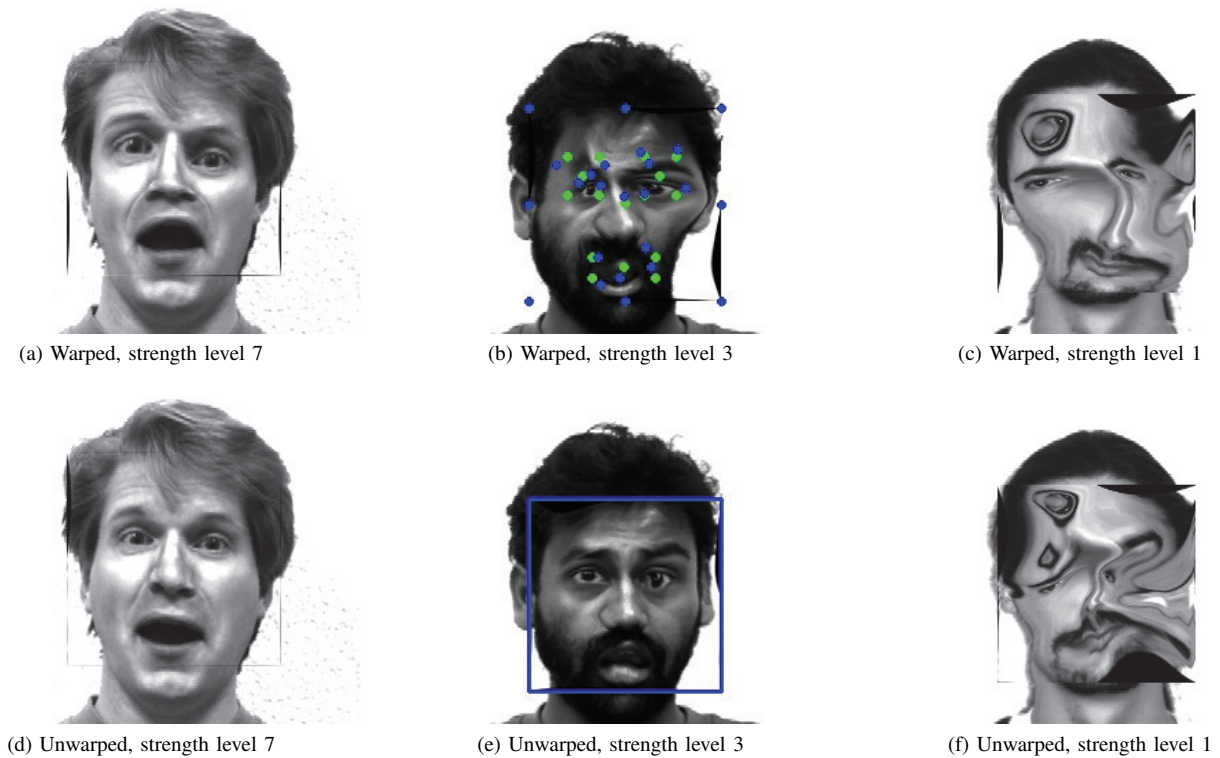 (a) Warped, strength level 7
(b) Warped, strength level 3
(c) Warped, strength level 1
(d) Unwarped, strength level 7
(e) Unwarped, strength level 3
(f) Unwarped, strength level 1